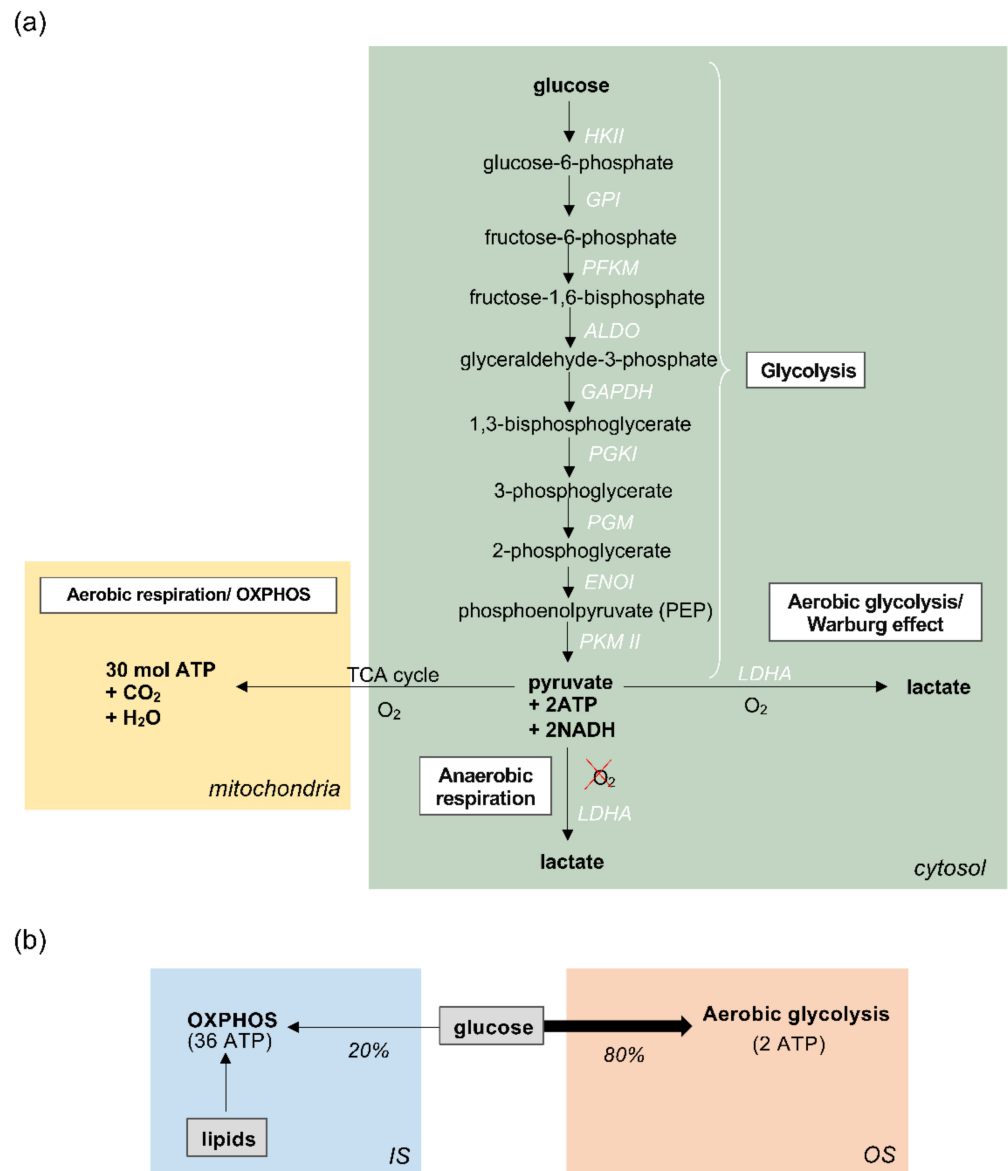 (a)
glucose
HKII
glucose-6-phosphate
GPI
fructose-6-phosphate
PFKM
fructose-1,6-bisphosphate
ALDO
glyceraldehyde-3-phosphate
Glycolysis
GAPDH
1,3-bisphosphoglycerate
PGKI
3-phosphoglycerate
PGM
2-phosphoglycerate
ENOI
phosphoenolpyruvate (PEP)
PKM II
Aerobic respiration/ OXPHOS
Aerobic glycolysis/
Warburg effect
30 mol ATP
+ CO₂
+ H₂O
TCA cycle
O₂
pyruvate
+ 2ATP
+ 2NADH
LDHA
O₂
lactate
mitochondria
Anaerobic
respiration
O₂
LDHA
lactate
cytosol
(b)
OXPHOS
(36 ATP)
20%
glucose
80%
Aerobic glycolysis
(2 ATP)
lipids
IS
OS